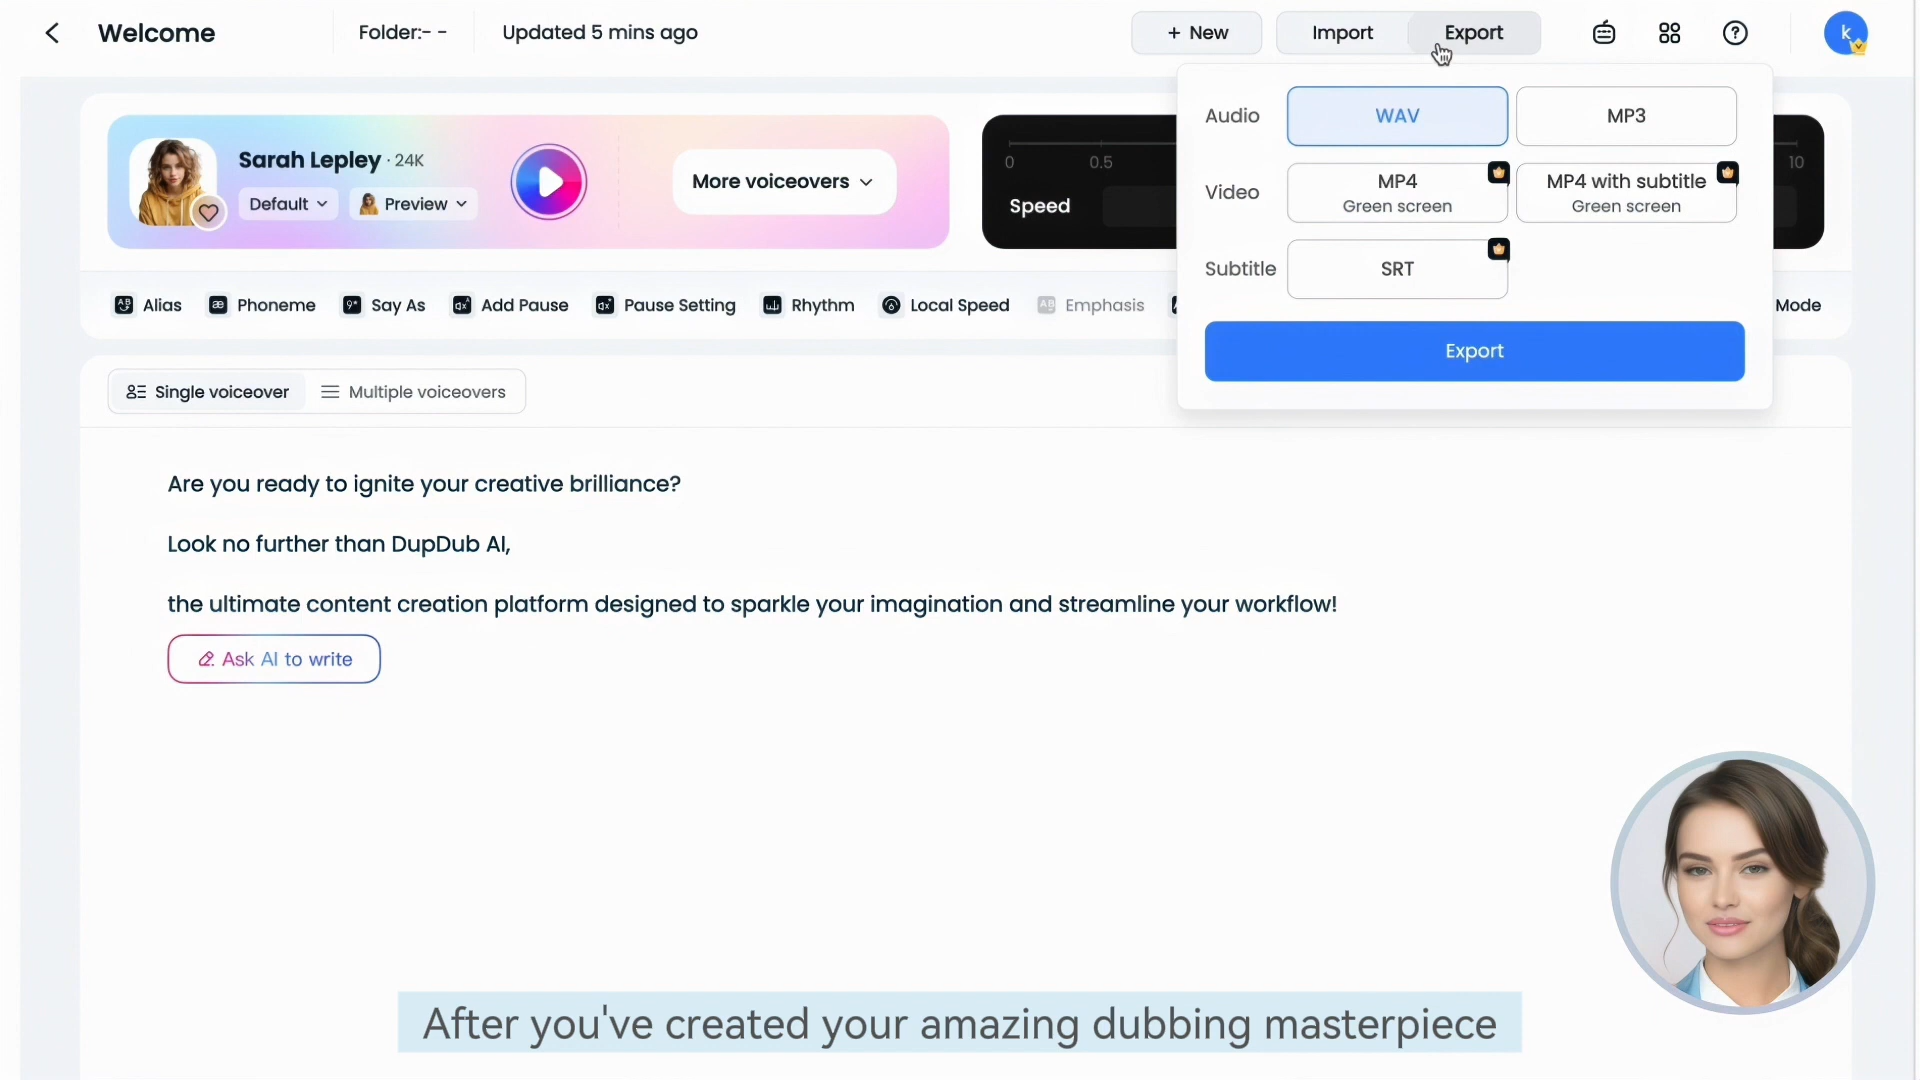 Welcome
Folder:- -
Updated 5 mins ago
+ New
Import
Export
k
Sarah Lepley · 24K
Default
Preview
More voiceovers
0
0.5
10
Speed
Audio
WAV
MP3
Video
MP4
Green screen
MP4 with subtitle
Green screen
Subtitle
SRT
Export
Alias
Phoneme
Say As
Add Pause
Pause Setting
Rhythm
Local Speed
Emphasis
Mode
Single voiceover
Multiple voiceovers
Are you ready to ignite your creative brilliance?
Look no further than DupDub AI,
the ultimate content creation platform designed to sparkle your imagination and streamline your workflow!
Ask AI to write
After you've created your amazing dubbing masterpiece